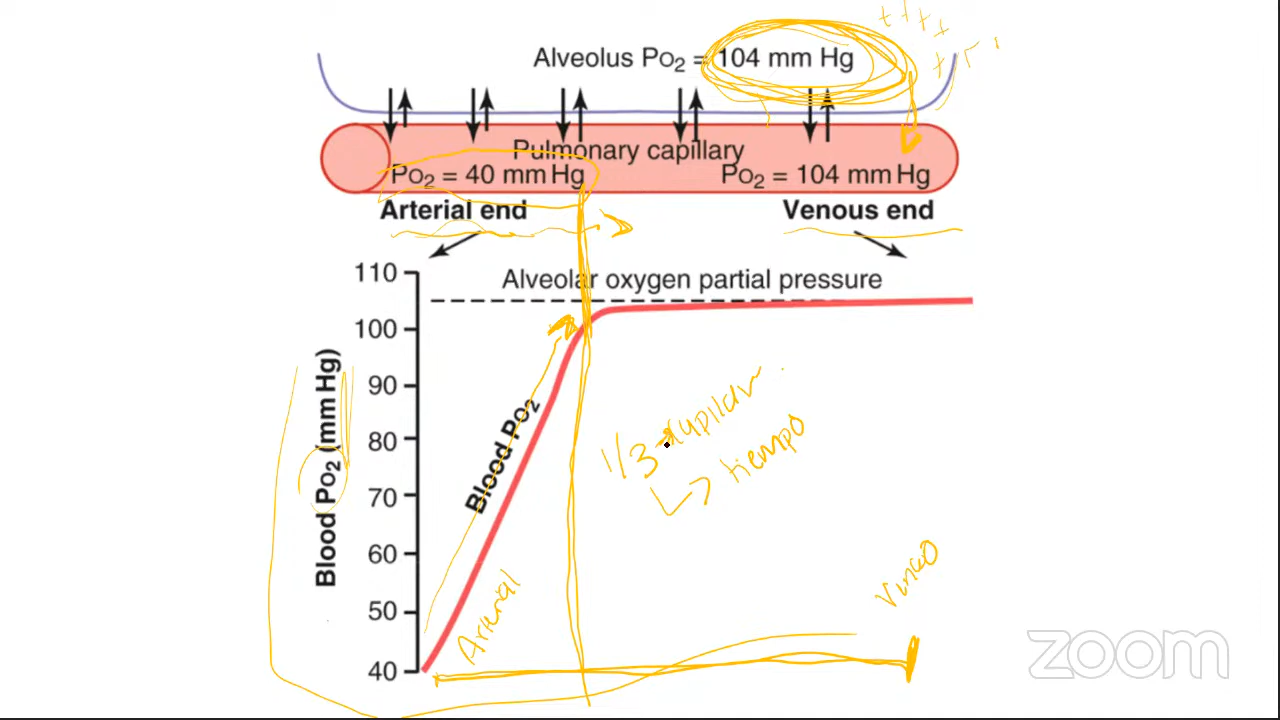 Alveolus PO₂ = 104 mm Hg
Pulmonary capillary
PO₂ = 40 mm Hg
PO₂ = 104 mm Hg
Arterial end
Venous end
Alveolar oxygen partial pressure
110
100
90
80
70
60
50
40
Blood PO₂ (mm Hg)
Blood PO₂
1/3
tiempo
Arterial
zoom